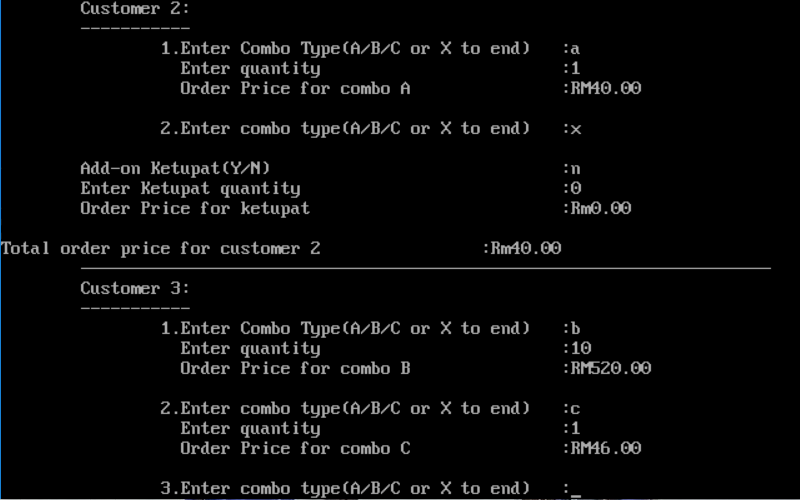 Customer 2:
-----------
1.Enter Combo Type(A/B/C or X to end) :a
Enter quantity :1
Order Price for combo A :RM40.00
2.Enter combo type(A/B/C or X to end) :x
Add-on Ketupat(Y/N) :n
Enter Ketupat quantity :0
Order Price for ketupat :Rm0.00
Total order price for customer 2 :Rm40.00
_____________________________________________________________________
Customer 3:
-----------
1.Enter Combo Type(A/B/C or X to end) :b
Enter quantity :10
Order Price for combo B :RM520.00
2.Enter combo type(A/B/C or X to end) :c
Enter quantity :1
Order Price for combo C :RM46.00
3.Enter combo type(A/B/C or X to end) :_